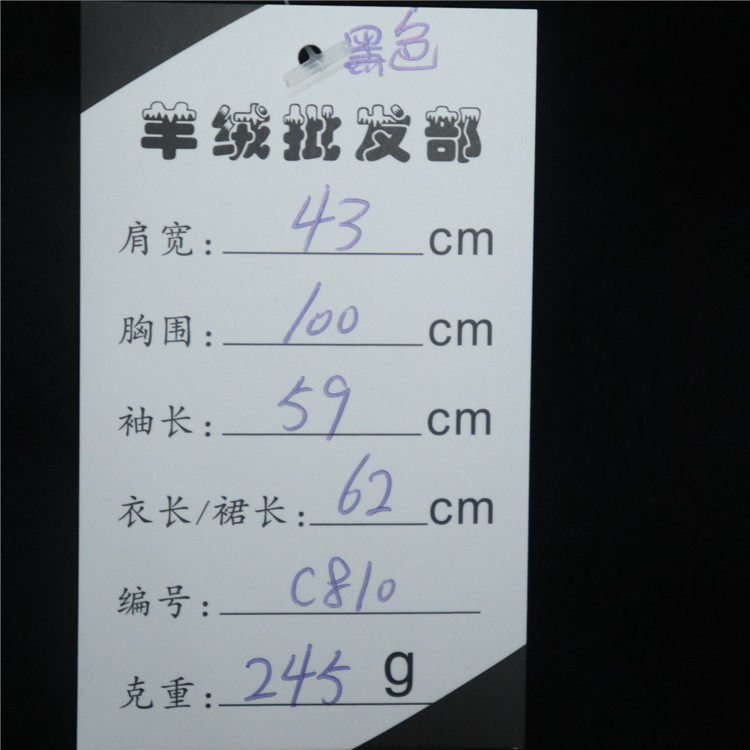 黑色
羊绒批发部
肩宽: 43 cm
胸围: 100 cm
袖长: 59 cm
衣长/裙长: 62 cm
编号: C810
克重: 245 g